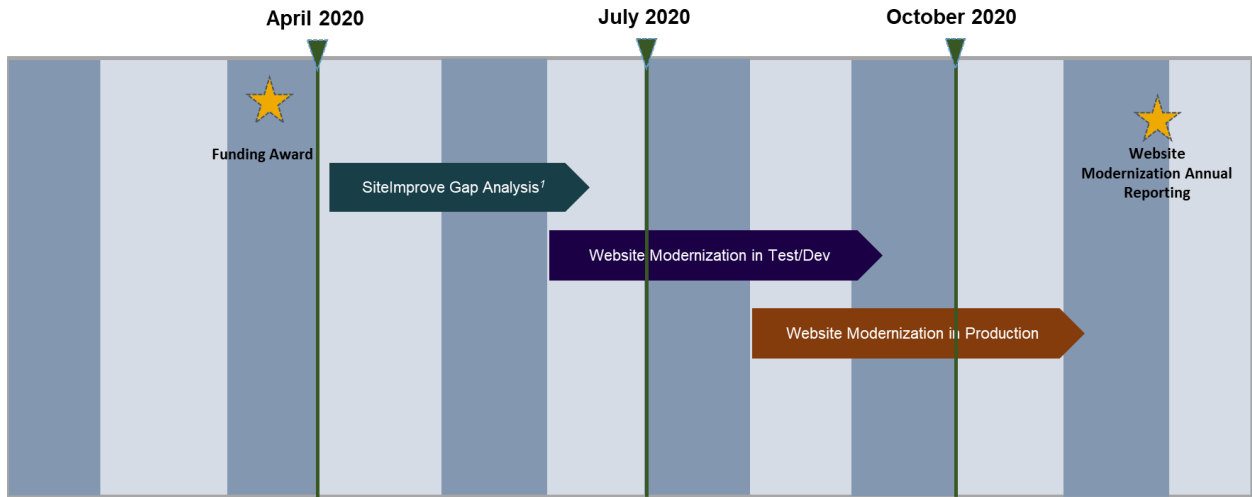 April 2020
July 2020
October 2020
Funding Award
SiteImprove Gap Analysis¹
Website Modernization in Test/Dev
Website Modernization in Production
Website
Modernization Annual
Reporting